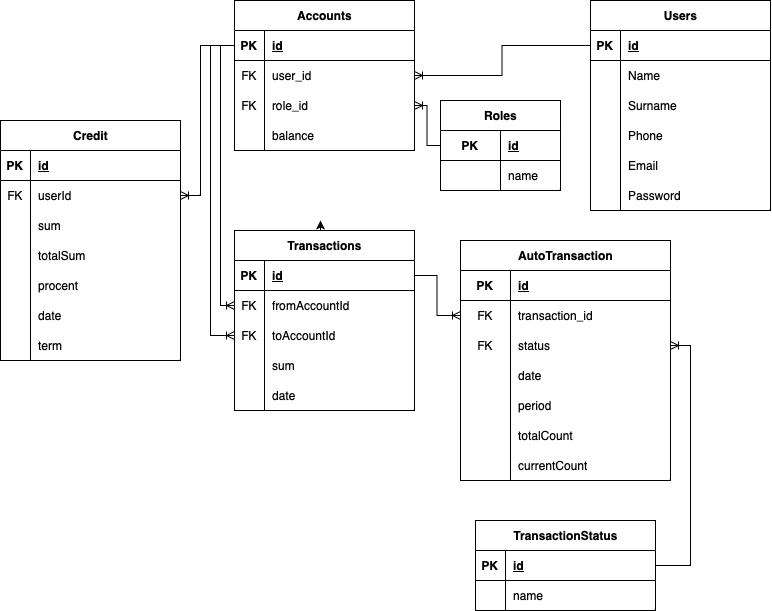 Accounts
PK id
FK user_id
FK role_id
balance
Users
PK id
Name
Surname
Phone
Email
Password
Roles
PK id
name
Credit
PK id
FK userId
sum
totalSum
procent
date
term
Transactions
PK id
FK fromAccountId
FK toAccountId
sum
date
AutoTransaction
PK id
FK transaction_id
FK status
date
period
totalCount
currentCount
TransactionStatus
PK id
name